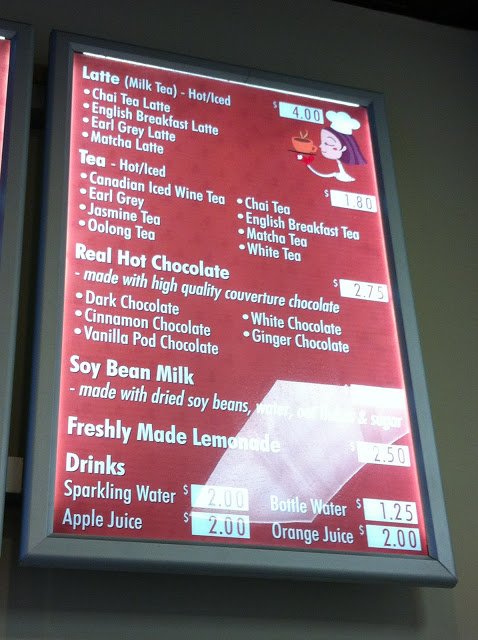 Latte (Milk Tea) - Hot/Iced $ 4.00
• Chai Tea Latte
• English Breakfast Latte
• Earl Grey Latte
• Matcha Latte
Tea - Hot/Iced $ 1.80
• Canadian Iced Wine Tea • Chai Tea
• Earl Grey • English Breakfast Tea
• Jasmine Tea • Matcha Tea
• Oolong Tea • White Tea
Real Hot Chocolate $ 2.75
- made with high quality couverture chocolate
• Dark Chocolate • White Chocolate
• Cinnamon Chocolate • Ginger Chocolate
• Vanilla Pod Chocolate
Soy Bean Milk
- made with dried soy beans, water, & sugar
Freshly Made Lemonade $ 2.50
Drinks
Sparkling Water $ 2.00 Bottle Water $ 1.25
Apple Juice $ 2.00 Orange Juice $ 2.00